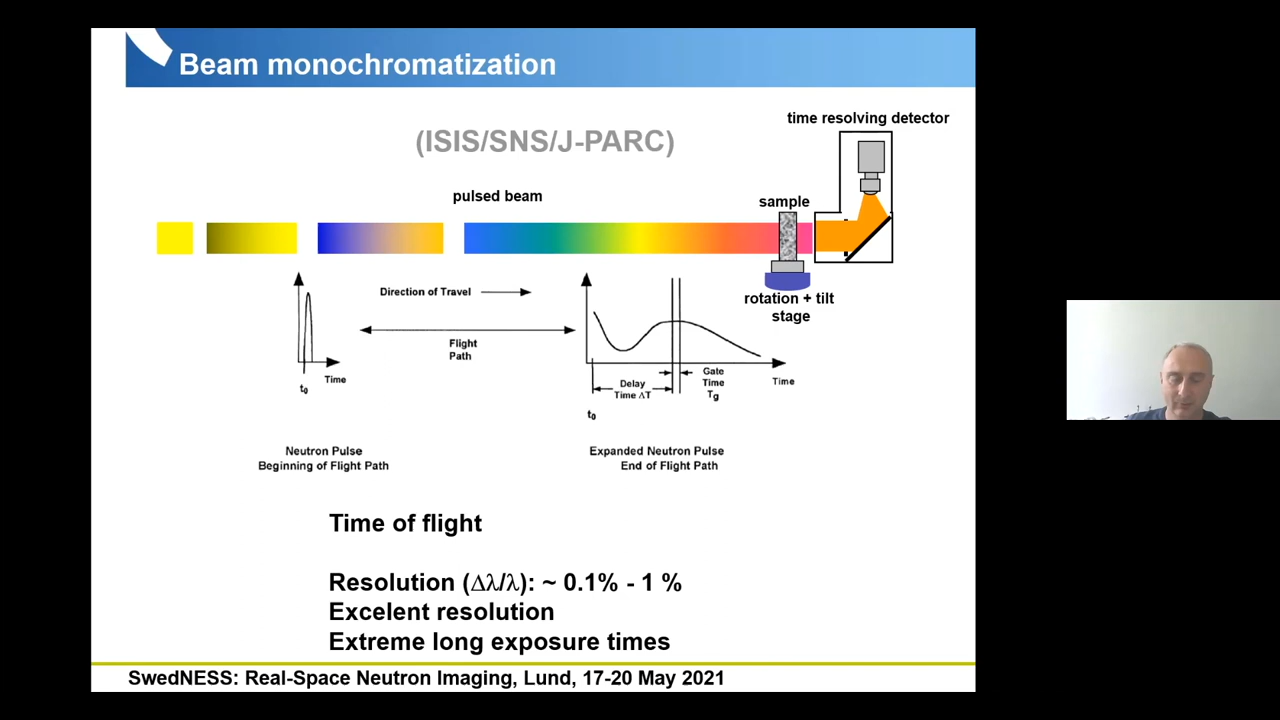 Beam monochromatization
time resolving detector
(ISIS/SNS/J-PARC)
pulsed beam
sample
Direction of Travel
rotation + tilt
stage
Flight
Path
Time
t0
Delay
Time ΔT
Gate
Time
Tg
Time
t0
Neutron Pulse
Beginning of Flight Path
Expanded Neutron Pulse
End of Flight Path
Time of flight
Resolution (Δλ/λ): ~ 0.1% - 1 %
Excelent resolution
Extreme long exposure times
SwedNESS: Real-Space Neutron Imaging, Lund, 17-20 May 2021